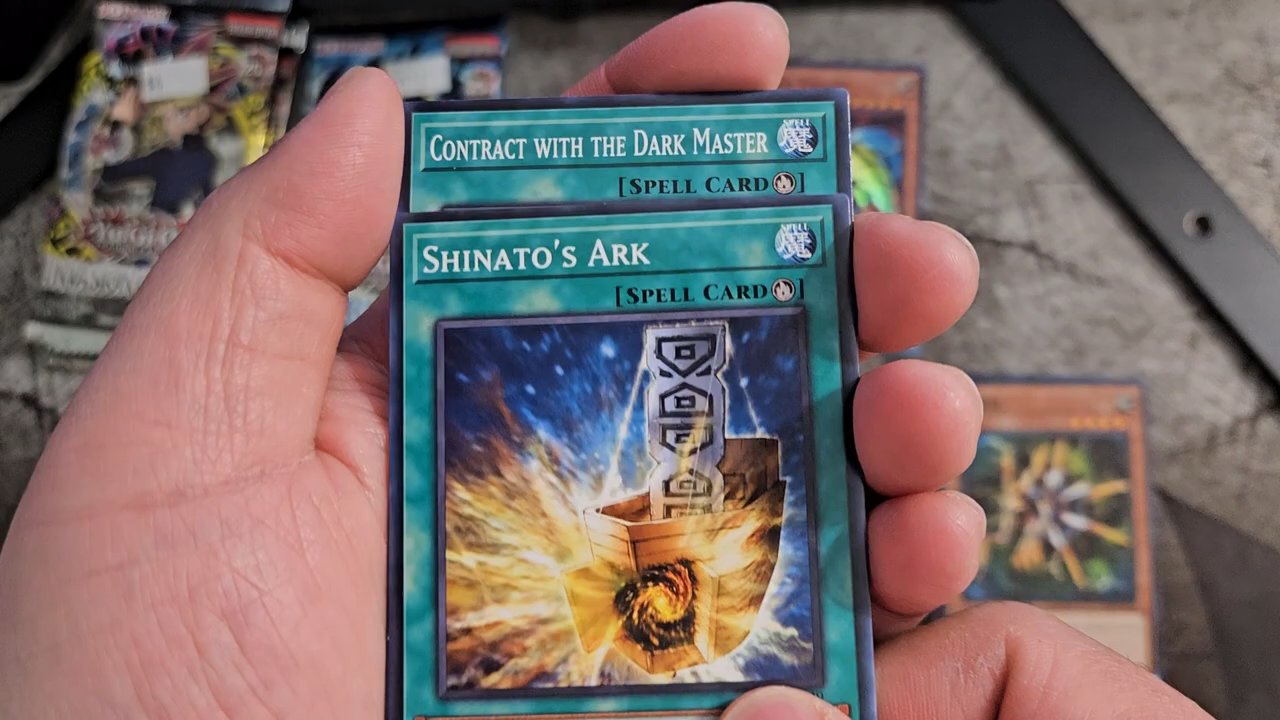 CONTRACT WITH THE DARK MASTER
SPELL
魔
[SPELL CARD]
SHINATO'S ARK
SPELL
魔
[SPELL CARD]